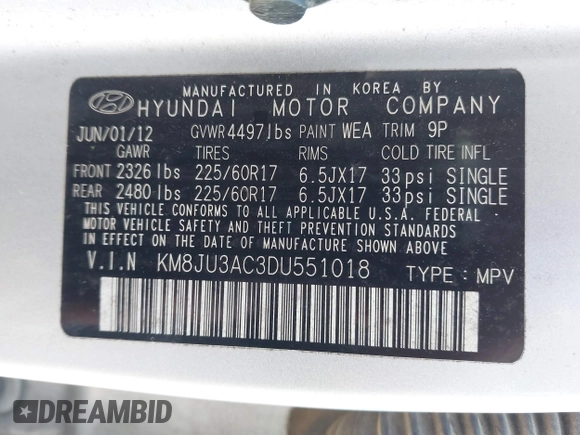 MANUFACTURED IN KOREA BY
HYUNDAI MOTOR COMPANY
JUN/01/12 GVWR4497lbs PAINT WEA TRIM 9P
GAWR TIRES RIMS COLD TIRE INFL
FRONT 2326 lbs 225/60R17 6.5JX17 33psi SINGLE
REAR 2480 lbs 225/60R17 6.5JX17 33psi SINGLE
THIS VEHICLE CONFORMS TO ALL APPLICABLE U.S.A. FEDERAL
MOTOR VEHICLE SAFETY AND THEFT PREVENTION STANDARDS
IN EFFECT ON THE DATE OF MANUFACTURE SHOWN ABOVE.
V.I.N KM8JU3AC3DU551018 TYPE: MPV
DREAMBID